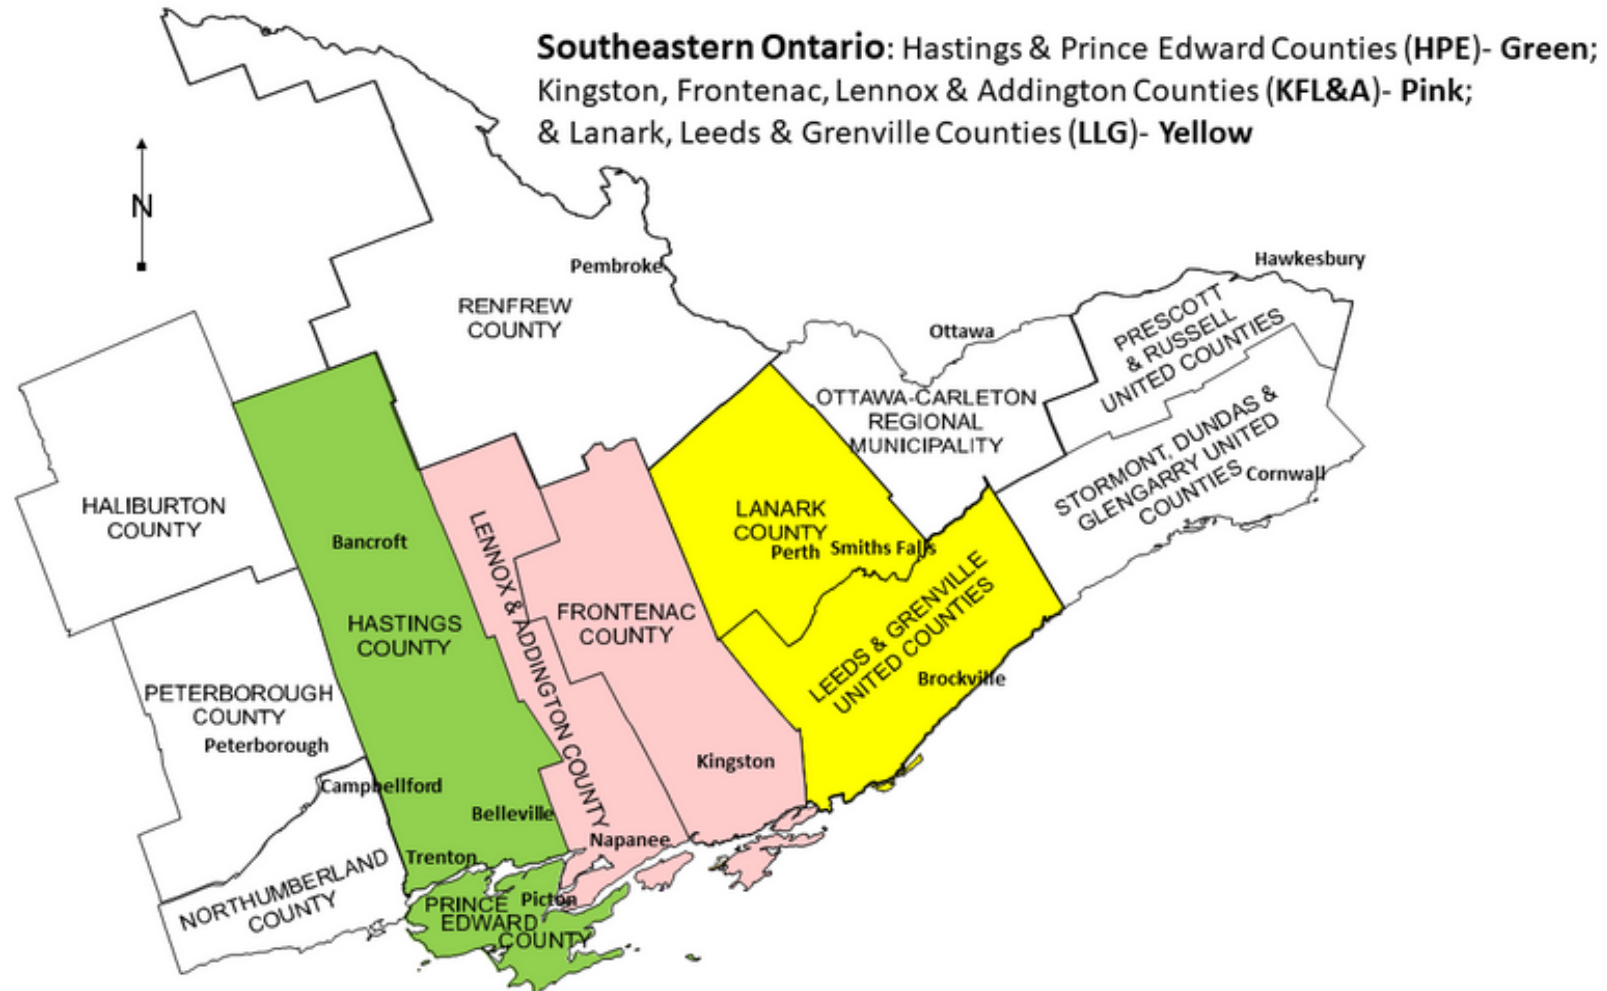 Southeastern Ontario: Hastings & Prince Edward Counties (HPE)- Green;
Kingston, Frontenac, Lennox & Addington Counties (KFL&A)- Pink;
& Lanark, Leeds & Grenville Counties (LLG)- Yellow
N
Pembroke
Hawkesbury
RENFREW
COUNTY
Ottawa
PRESCOTT
& RUSSELL
UNITED COUNTIES
OTTAWA-CARLETON
REGIONAL
MUNICIPALITY
STORMONT, DUNDAS &
GLENGARRY UNITED
COUNTIES
Cornwall
HALIBURTON
COUNTY
Bancroft
LANARK
COUNTY
Perth
Smiths Falls
HASTINGS
COUNTY
LENNOX & ADDINGTON COUNTY
FRONTENAC
COUNTY
LEEDS & GRENVILLE
UNITED COUNTIES
Brockville
PETERBOROUGH
COUNTY
Peterborough
Kingston
Campbellford
Belleville
Napanee
Trenton
NORTHUMBERLAND
COUNTY
Picton
PRINCE
EDWARD
COUNTY